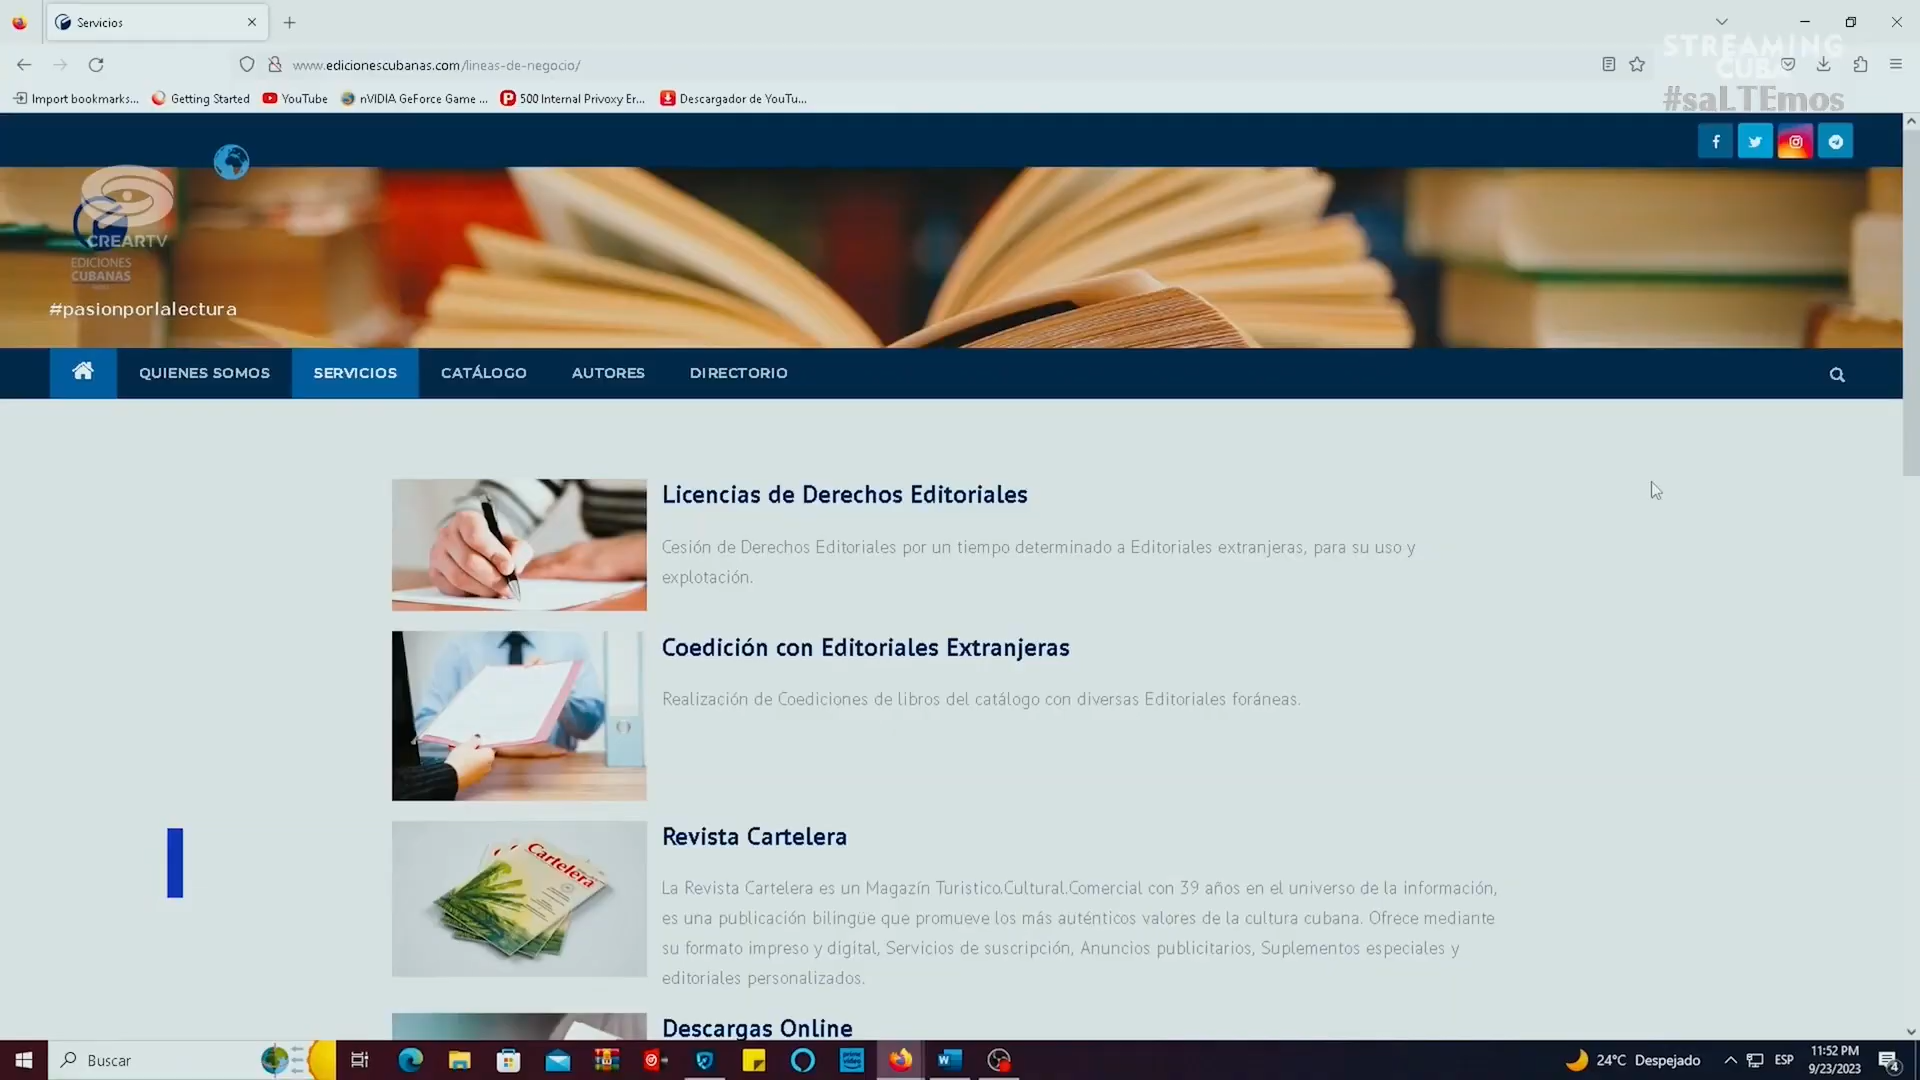 Servicios
STREAMING
CUBA
#saLTEmos
www.edicionescubanas.com/lineas-de-negocio/
Import bookmarks...
Getting Started
YouTube
nVIDIA GeForce Game ...
500 Internal Privoxy Er...
Descargador de YouTu...
CREARTV
EDICIONES
CUBANAS
#pasionporlalectura
QUIENES SOMOS
SERVICIOS
CATÁLOGO
AUTORES
DIRECTORIO
Licencias de Derechos Editoriales
Cesión de Derechos Editoriales por un tiempo determinado a Editoriales extranjeras, para su uso y
explotación.
Coedición con Editoriales Extranjeras
Realización de Coediciones de libros del catálogo con diversas Editoriales foráneas.
Cartelera
Revista Cartelera
La Revista Cartelera es un Magazín Turistico.Cultural.Comercial con 39 años en el universo de la información,
es una publicación bilingüe que promueve los más auténticos valores de la cultura cubana. Ofrece mediante
su formato impreso y digital, Servicios de suscripción, Anuncios publicitarios, Suplementos especiales y
editoriales personalizados.
Descargas Online
Buscar
24°C Despejado
ESP
11:52 PM
9/23/2023
4